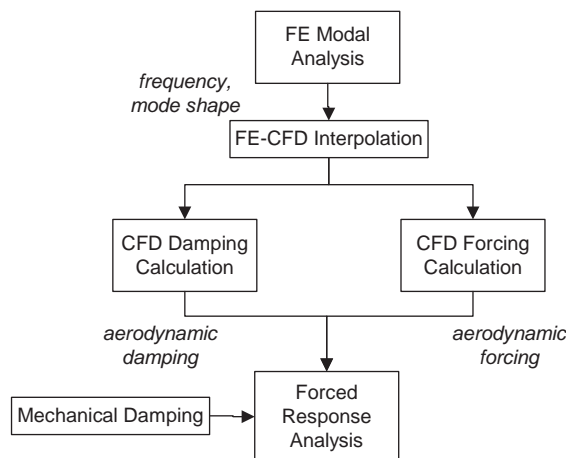 FE Modal
Analysis
frequency,
mode shape
FE-CFD Interpolation
CFD Damping
Calculation
CFD Forcing
Calculation
aerodynamic
damping
aerodynamic
forcing
Mechanical Damping
Forced
Response
Analysis